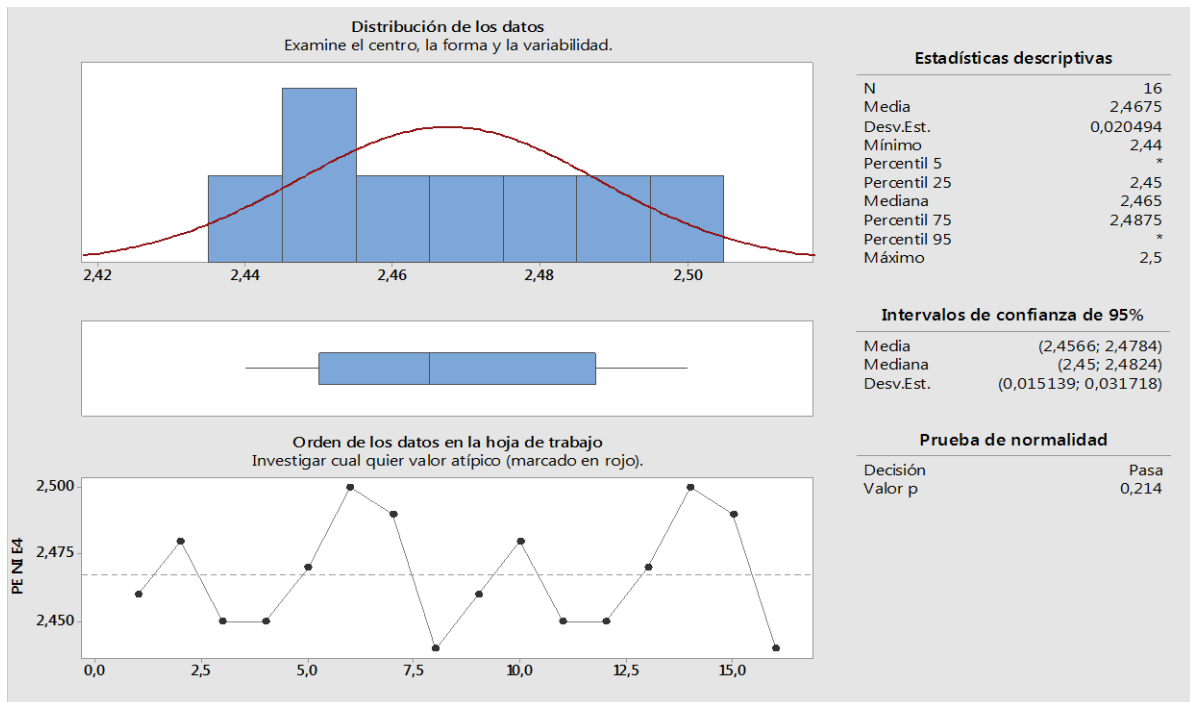 Distribución de los datos
Examine el centro, la forma y la variabilidad.
2,42 2,44 2,46 2,48 2,50
Orden de los datos en la hoja de trabajo
Investigar cual quier valor atípico (marcado en rojo).
PE NI E4
2,500
2,475
2,450
0,0 2,5 5,0 7,5 10,0 12,5 15,0
Estadísticas descriptivas
N 16
Media 2,4675
Desv.Est. 0,020494
Mínimo 2,44
Percentil 5 *
Percentil 25 2,45
Mediana 2,465
Percentil 75 2,4875
Percentil 95 *
Máximo 2,5
Intervalos de confianza de 95%
Media (2,4566; 2,4784)
Mediana (2,45; 2,4824)
Desv.Est. (0,015139; 0,031718)
Prueba de normalidad
Decisión Pasa
Valor p 0,214